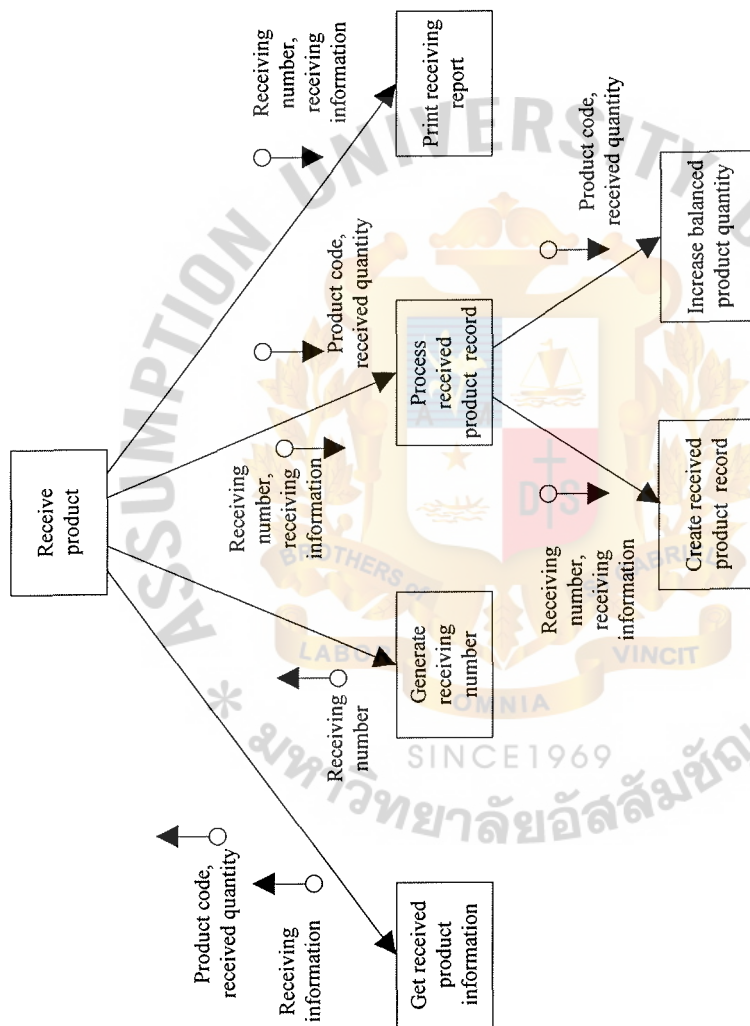 Receive
product
Product code,
received quantity
Receiving
information
Receiving
number
Receiving
number,
receiving
information
Product code,
received quantity
Receiving
number,
receiving
information
Get received
product
information
Generate
receiving
number
Process
received
product record
Print receiving
report
Receiving
number,
receiving
information
Product code,
received quantity
Create received
product record
Increase balanced
product quantity
ASSUMPTION UNIVERSITY
BROTHERS OF
GABRIEL
LABOR
OMNIA
VINCIT
SINCE1969
* มหาวิทยาลัยอัสสัมชัญ
A M
D S